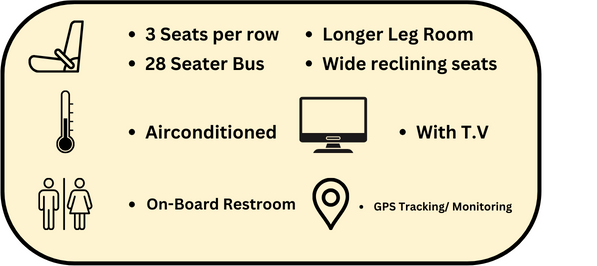 • 3 Seats per row
• Longer Leg Room
• 28 Seater Bus
• Wide reclining seats
• Airconditioned
• With T.V
• On-Board Restroom
• GPS Tracking/ Monitoring